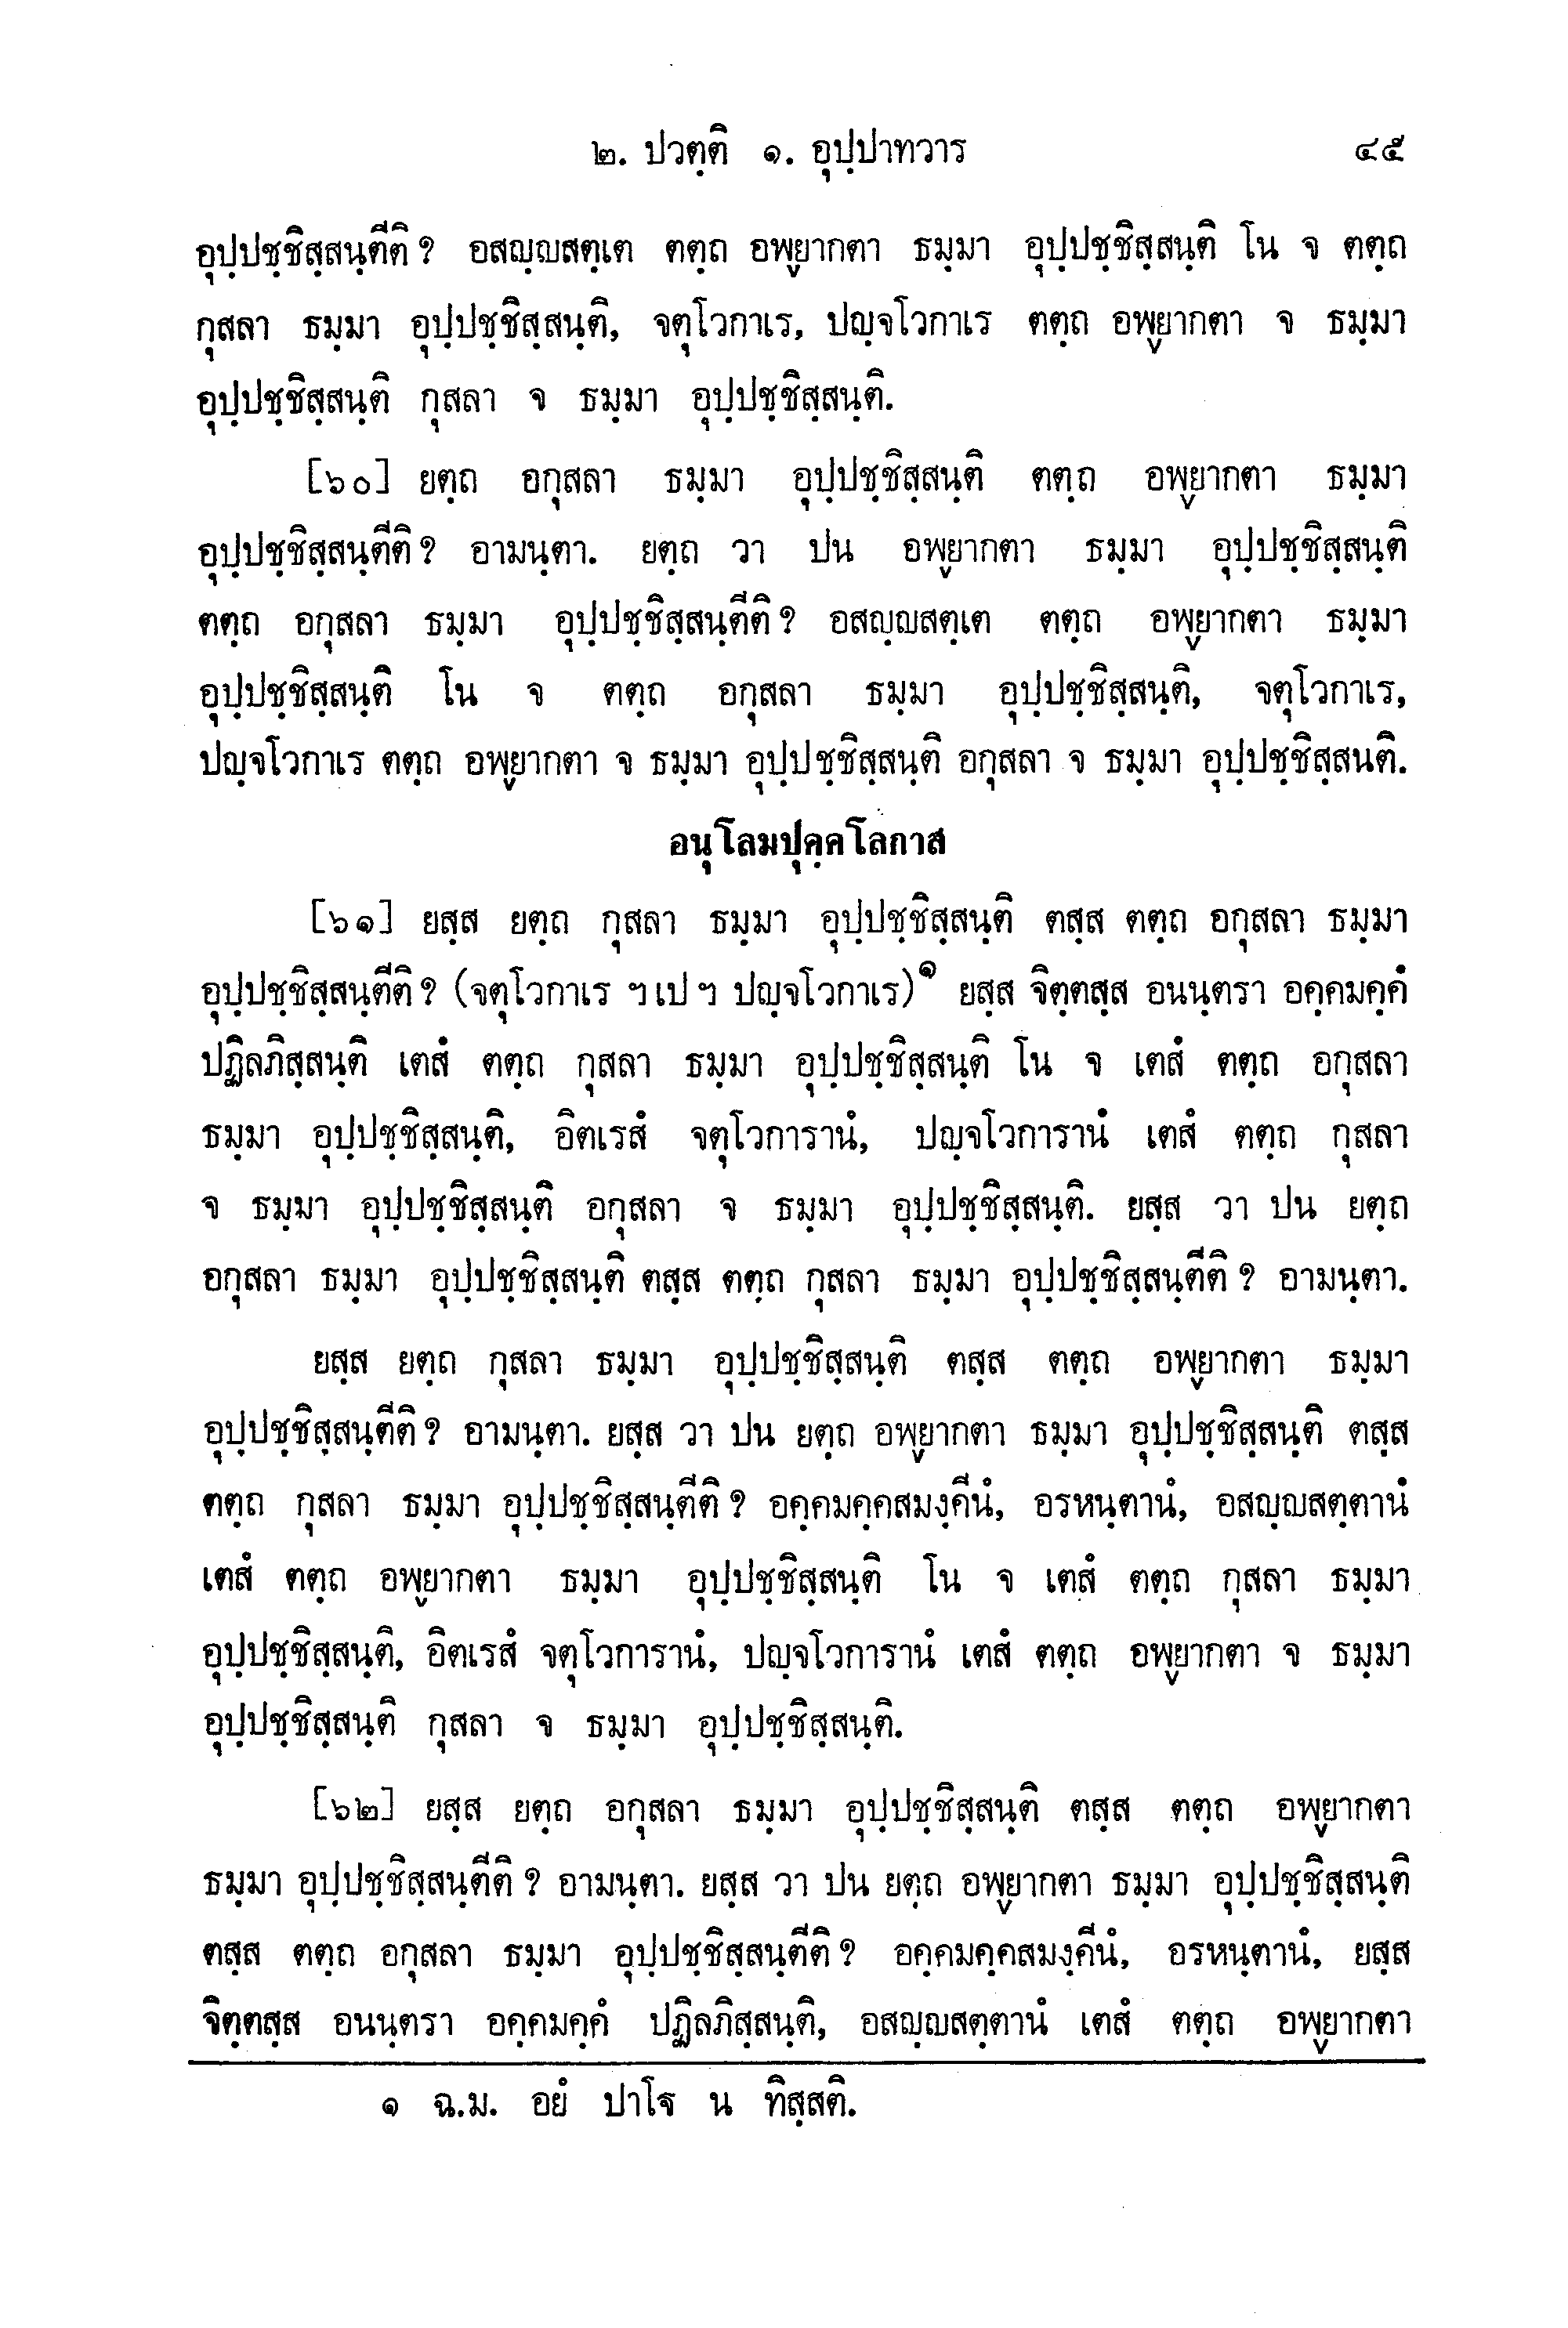 ๒. ปวตฺติ ๑. อุปฺปาทวาร ๔๕
อุปฺปชฺชิสฺสนฺตีติ ? อสญฺญสตฺเต ตตฺถ อพฺยากตา ธมฺมา อุปฺปชฺชิสฺสนฺติ โน จ ตตฺถ
กุสลา ธมฺมา อุปฺปชฺชิสฺสนฺติ, จตุโวกาเร, ปญฺจโวกาเร ตตฺถ อพฺยากตา จ ธมฺมา
อุปฺปชฺชิสฺสนฺติ กุสลา จ ธมฺมา อุปฺปชฺชิสฺสนฺติ.
[๖๐] ยตฺถ อกุสลา ธมฺมา อุปฺปชฺชิสฺสนฺติ ตตฺถ อพฺยากตา ธมฺมา
อุปฺปชฺชิสฺสนฺตีติ ? อามนฺตา. ยตฺถ วา ปน อพฺยากตา ธมฺมา อุปฺปชฺชิสฺสนฺติ
ตตฺถ อกุสลา ธมฺมา อุปฺปชฺชิสฺสนฺตีติ ? อสญฺญสตฺเต ตตฺถ อพฺยากตา ธมฺมา
อุปฺปชฺชิสฺสนฺติ โน จ ตตฺถ อกุสลา ธมฺมา อุปฺปชฺชิสฺสนฺติ, จตุโวกาเร,
ปญฺจโวกาเร ตตฺถ อพฺยากตา จ ธมฺมา อุปฺปชฺชิสฺสนฺติ อกุสลา จ ธมฺมา อุปฺปชฺชิสฺสนติ.
อนุโลมปุคฺคโลกาส
[๖๑] ยสฺส ยตฺถ กุสลา ธมฺมา อุปฺปชฺชิสฺสนฺติ ตสฺส ตตฺถ อกุสลา ธมฺมา
อุปฺปชฺชิสฺสนฺตีติ ? (จตุโวกาเร ฯ เป ฯ ปญฺจโวกาเร)๑ ยสฺส จิตฺตสฺส อนนฺตรา อคฺคมคฺคํ
ปฏิลภิสฺสนฺติ เตสํ ตตฺถ กุสลา ธมฺมา อุปฺปชฺชิสฺสนฺติ โน จ เตสํ ตตฺถ อกุสลา
ธมฺมา อุปฺปชฺชิสฺสนฺติ, อิตเรสํ จตุโวการานํ, ปญฺจโวการานํ เตสํ ตตฺถ กุสลา
จ ธมฺมา อุปฺปชฺชิสฺสนฺติ อกุสลา จ ธมฺมา อุปฺปชฺชิสฺสนฺติ. ยสฺส วา ปน ยตฺถ
อกุสลา ธมฺมา อุปฺปชฺชิสฺสนฺติ ตสฺส ตตฺถ กุสลา ธมฺมา อุปฺปชฺชิสฺสนฺตีติ ? อามนฺตา.
ยสฺส ยตฺถ กุสลา ธมฺมา อุปฺปชฺชิสฺสนฺติ ตสฺส ตตฺถ อพฺยากตา ธมฺมา
อุปฺปชฺชิสฺสนฺตีติ ? อามนฺตา. ยสฺส วา ปน ยตฺถ อพฺยากตา ธมฺมา อุปฺปชฺชิสฺสนฺติ ตสฺส
ตตฺถ กุสลา ธมฺมา อุปฺปชฺชิสฺสนฺตีติ ? อคฺคมคฺคสมงฺคีนํ, อรหนฺตานํ, อสญฺญสตฺตานํ
เตสํ ตตฺถ อพฺยากตา ธมฺมา อุปฺปชฺชิสฺสนฺติ โน จ เตสํ ตตฺถ กุสลา ธมฺมา
อุปฺปชฺชิสฺสนฺติ, อิตเรสํ จตุโวการานํ, ปญฺจโวการานํ เตสํ ตตฺถ อพฺยากตา จ ธมฺมา
อุปฺปชฺชิสฺสนฺติ กุสลา จ ธมฺมา อุปฺปชฺชิสฺสนฺติ.
[๖๒] ยสฺส ยตฺถ อกุสลา ธมฺมา อุปฺปชฺชิสฺสนฺติ ตสฺส ตตฺถ อพฺยากตา
ธมฺมา อุปฺปชฺชิสฺสนฺตีติ ? อามนฺตา. ยสฺส วา ปน ยตฺถ อพฺยากตา ธมฺมา อุปฺปชฺชิสฺสนฺติ
ตสฺส ตตฺถ อกุสลา ธมฺมา อุปฺปชฺชิสฺสนฺตีติ ? อคฺคมคฺคสมงฺคีนํ, อรหนฺตานํ, ยสฺส
จิตฺตสฺส อนนฺตรา อคฺคมคฺคํ ปฏิลภิสฺสนฺติ, อสญฺญสตฺตานํ เตสํ ตตฺถ อพฺยากตา
๑ ฉ.ม. อยํ ปาโฐ น ทิสฺสติ.